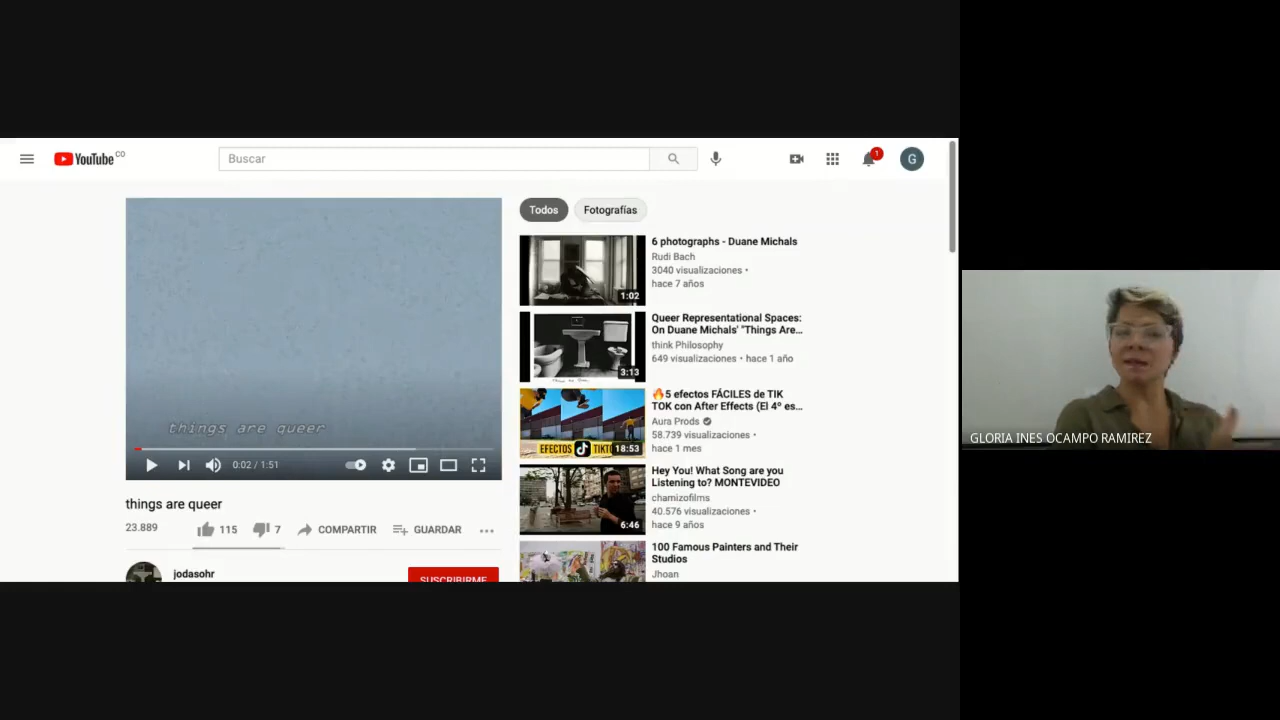 YouTube CO
Buscar
1
G
things are queer
0:02 / 1:51
things are queer
23.889
115
7
COMPARTIR
GUARDAR
jodasohr
SUSCRIBIRME
Todos
Fotografías
1:02
6 photographs - Duane Michals
Rudi Bach
3040 visualizaciones •
hace 7 años
3:13
Queer Representational Spaces:
On Duane Michals' "Things Are...
think Philosophy
649 visualizaciones • hace 1 año
EFECTOS
18:53
🔥5 efectos FÁCILES de TIK
TOK con After Effects (El 4º es...
Aura Prods
58.739 visualizaciones •
hace 1 mes
6:46
Hey You! What Song are you
Listening to? MONTEVIDEO
chamizofilms
40.576 visualizaciones •
hace 9 años
100 Famous Painters and Their
Studios
Jhoan
GLORIA INES OCAMPO RAMIREZ